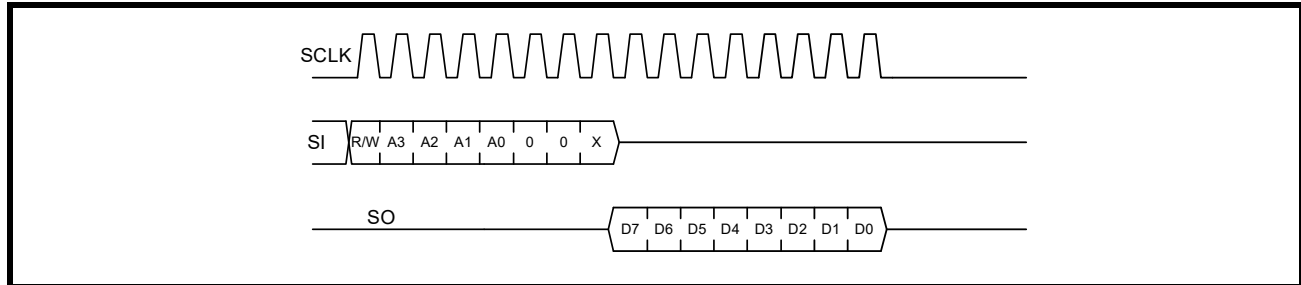 SCLK
SI R/W A3 A2 A1 A0 0 0 X
SO D7 D6 D5 D4 D3 D2 D1 D0